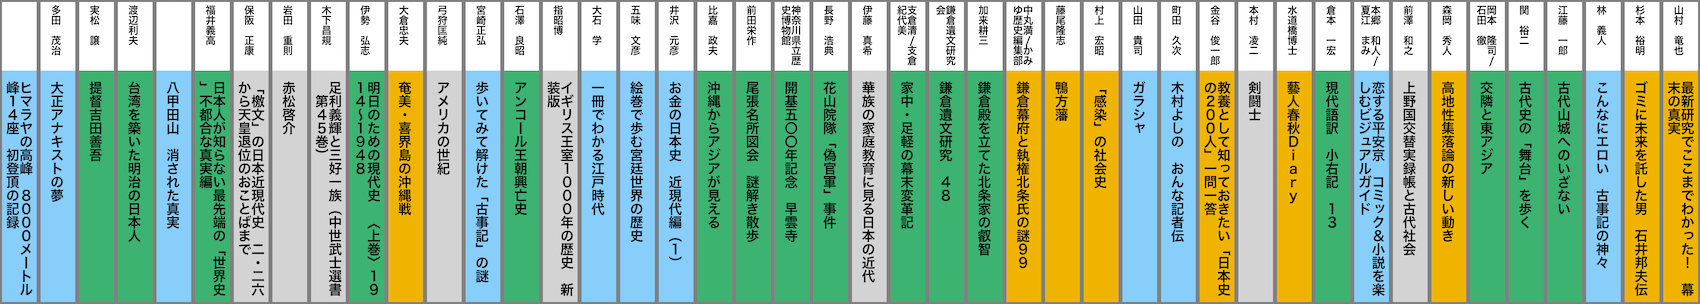 山村　竜也
最新研究でここまでわかった！　幕
末の真実
杉本　裕明
ゴミに未来を託した男　石井邦夫伝
林　義人
こんなにエロい　古事記の神々
江藤　一郎
古代山城へのいざない
関　裕二
古代史の「舞台」を歩く
岡本　隆司／
石田　徹
交隣と東アジア
森岡　秀人
高地性集落論の新しい動き
前澤　和之
上野国交替実録帳と古代社会
本郷　和人／
夏江　まみ
恋する平安京　コミック＆小説を楽
しむビジュアルガイド
倉本　一宏
現代語訳　小右記　１３
水道橋博士
藝人春秋Ｄｉａｒｙ
本村　凌二
剣闘士
金谷　俊一郎
教養として知っておきたい「日本史
の２００人」一問一答
町田　久次
木村よしの　おんな記者伝
山田　貴司
ガラシャ
村上　宏昭
「感染」の社会史
藤尾隆志
鴨方藩
中丸満／かみ
ゆ歴史編集部
鎌倉幕府と執権北条氏の謎９９
加来耕三
鎌倉殿を立てた北条家の叡智
鎌倉遺文研究
会
鎌倉遺文研究　４８
支倉清／支倉
紀代美
家中・足軽の幕末変革記
伊藤　真希
華族の家庭教育に見る日本の近代
長野　浩典
花山院隊「偽官軍」事件
神奈川県立歴
史博物館
開基五〇〇年記念　早雲寺
前田栄作
尾張名所図会　謎解き散歩
比嘉　政夫
沖縄からアジアが見える
井沢　元彦
お金の日本史　近現代編（１）
五味　文彦
絵巻で歩む宮廷世界の歴史
大石　学
一冊でわかる江戸時代
指昭博
イギリス王室１０００年の歴史　新
装版
石澤　良昭
アンコール王朝興亡史
宮崎正弘
歩いてみて解けた「古事記」の謎
弓狩匡純
アメリカの世紀
大倉忠夫
奄美・喜界島の沖縄戦
伊勢　弘志
明日のための現代史　〈上巻〉１９
１４～１９４８
木下昌規
足利義輝と三好一族（中世武士選書
　第４５巻）
岩田　重則
赤松啓介
保阪　正康
「檄文」の日本近現代史　二・二六
から天皇退位のおことばまで
福井義高
日本人が知らない最先端の「世界史
」不都合な真実編
八甲田山　消された真実
渡辺利夫
台湾を築いた明治の日本人
実松　譲
提督吉田善吾
多田　茂治
大正アナキストの夢
ヒマラヤの高峰　８０００メートル
峰１４座　初登頂の記録